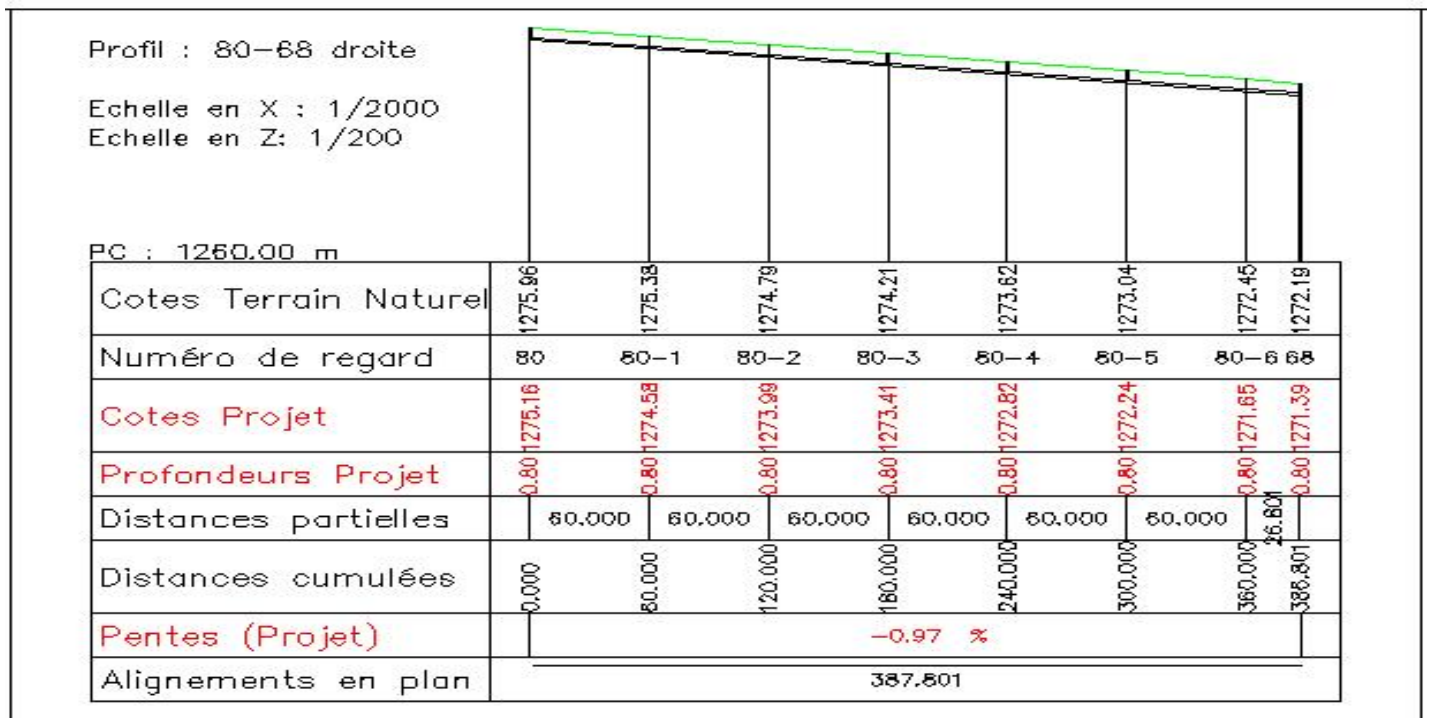 Profil : 80-68 droite
Echelle en X : 1/2000
Echelle en Z: 1/200
PC : 1260.00 m
Cotes Terrain Naturel 1275.96 1275.38 1274.79 1274.21 1273.62 1273.04 1272.45 1272.19
Numéro de regard 80 80-1 80-2 80-3 80-4 80-5 80-6 68
Cotes Projet 1275.16 1274.58 1273.99 1273.41 1272.82 1272.24 1271.65 1271.39
Profondeurs Projet 0.80 0.80 0.80 0.80 0.80 0.80 0.80 0.80
Distances partielles 60.000 60.000 60.000 60.000 60.000 60.000 26.801
Distances cumulées 0.000 60.000 120.000 180.000 240.000 300.000 360.000 386.801
Pentes (Projet) -0.97 %
Alignements en plan 387.801